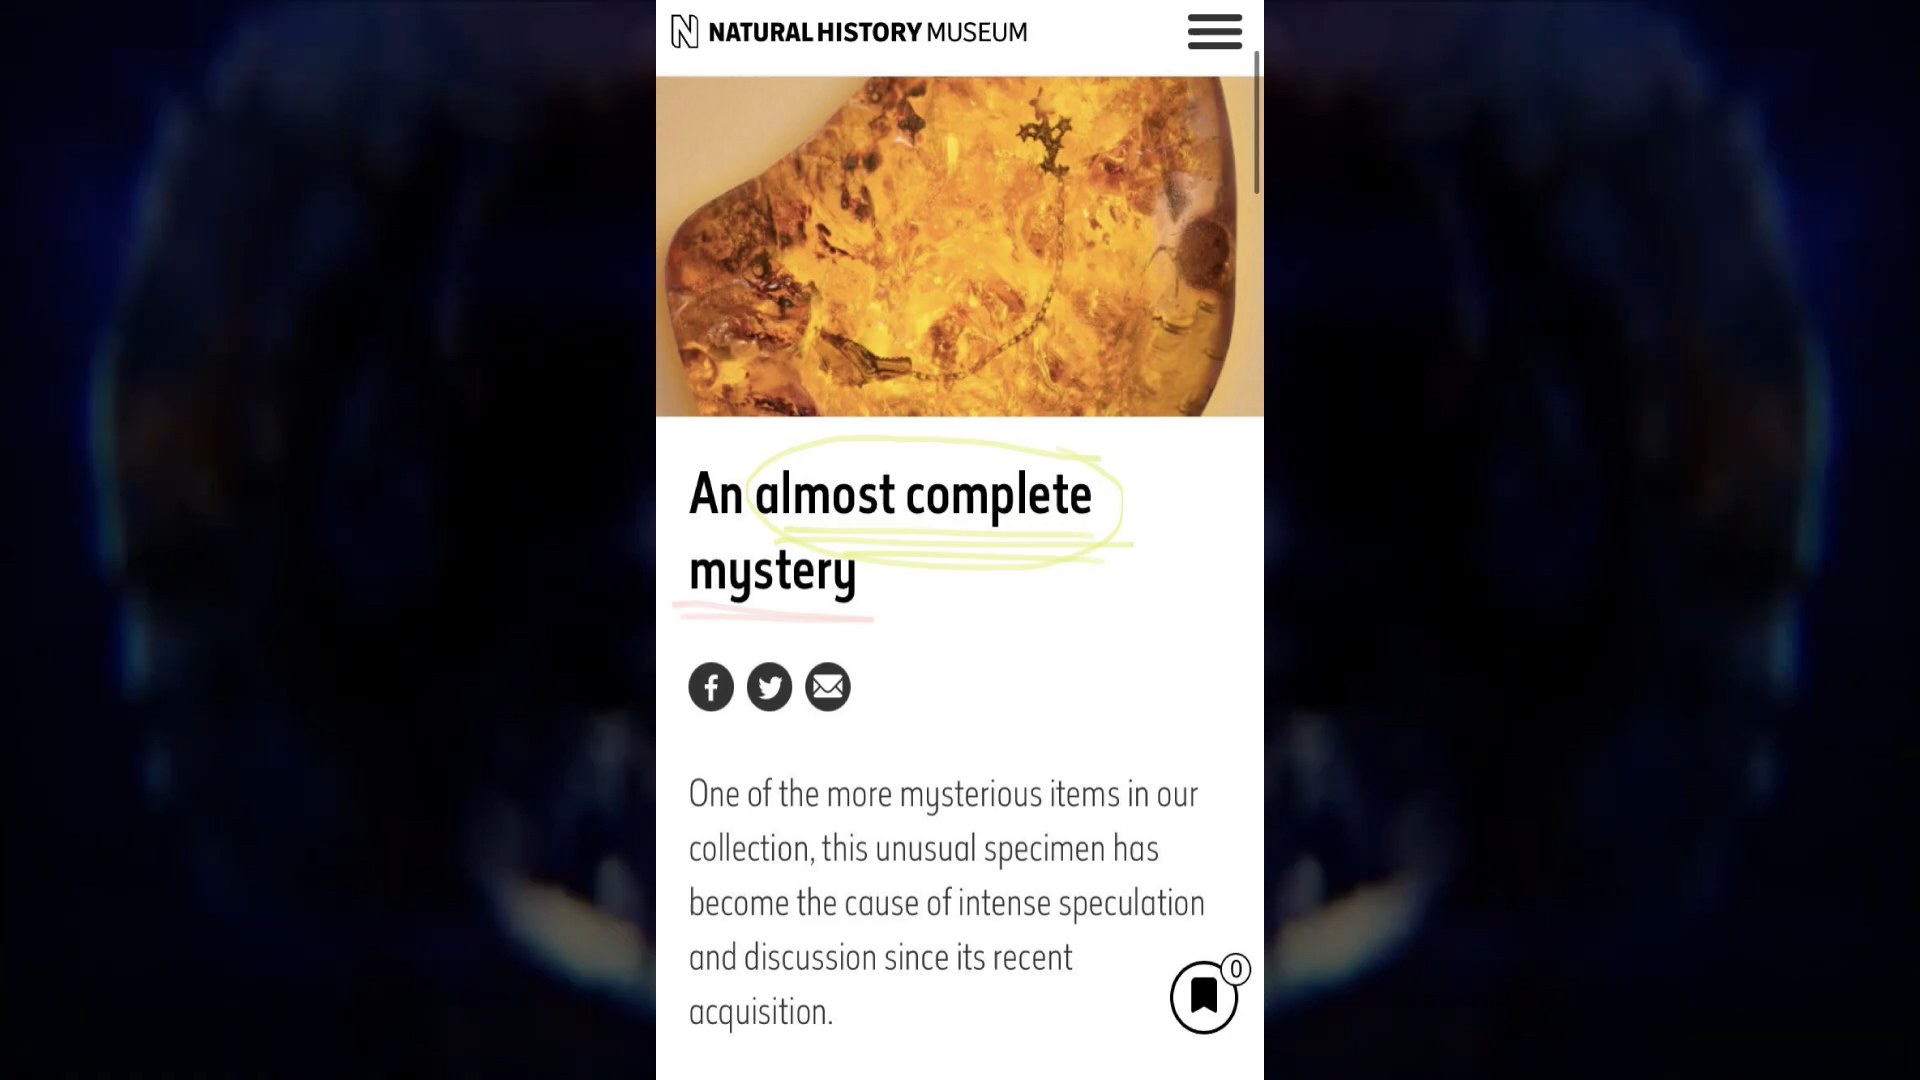 NATURAL HISTORY MUSEUM
An almost complete
mystery
One of the more mysterious items in our
collection, this unusual specimen has
become the cause of intense speculation
and discussion since its recent
acquisition.
0